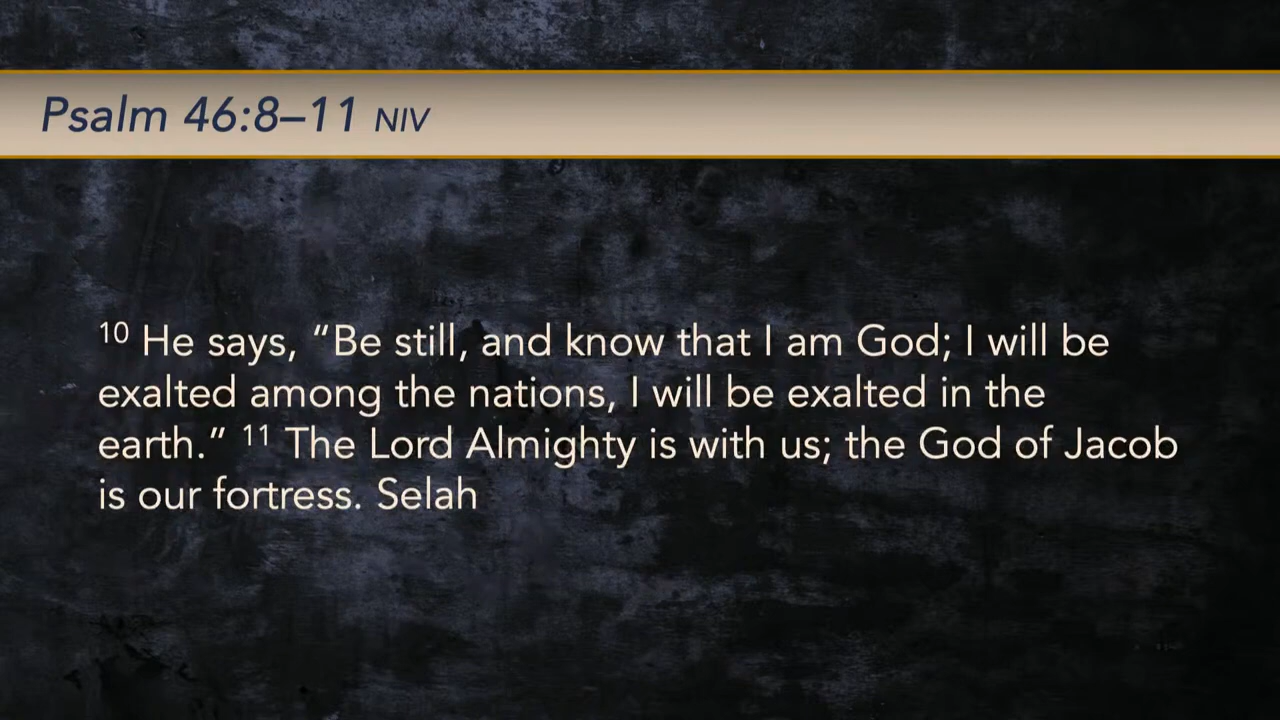 Psalm 46:8–11 NIV
10 He says, “Be still, and know that I am God; I will be
exalted among the nations, I will be exalted in the
earth.” 11 The Lord Almighty is with us; the God of Jacob
is our fortress. Selah